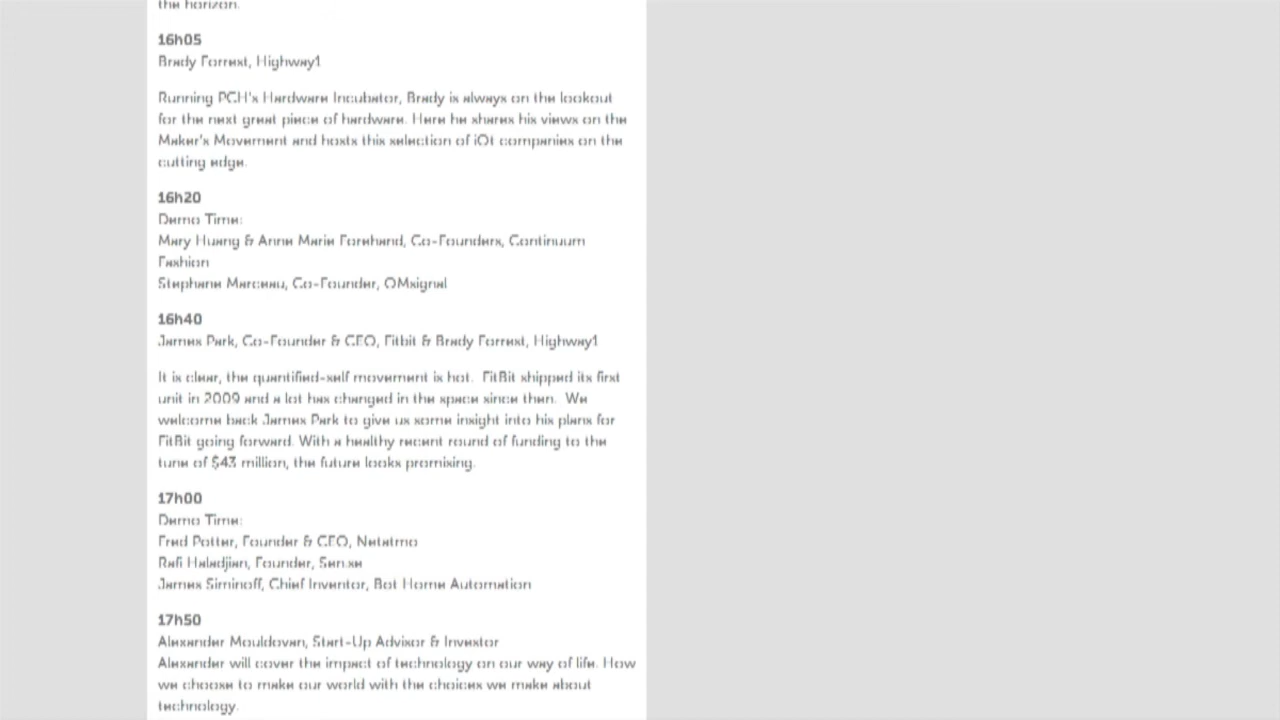 the horizon.
16h05
Brady Forrest, Highway1
Running PCH's Hardware Incubator, Brady is always on the lookout
for the next great piece of hardware. Here he shares his views on the
Maker's Movement and hosts this selection of iOt companies on the
cutting edge.
16h20
Demo Time:
Mary Huang & Anne Marie Forehand, Co-Founders, Continuum
Fashion
Stephane Marceau, Co-Founder, OMsignal
16h40
James Park, Co-Founder & CEO, Fitbit & Brady Forrest, Highway1
It is clear, the quantified-self movement is hot. FitBit shipped its first
unit in 2009 and a lot has changed in the space since then. We
welcome back James Park to give us some insight into his plans for
FitBit going forward. With a healthy recent round of funding to the
tune of $43 million, the future looks promising.
17h00
Demo Time:
Fred Potter, Founder & CEO, Netatmo
Rafi Haladjian, Founder, Sen.se
James Siminoff, Chief Inventor, Bot Home Automation
17h50
Alexander Mouldovan, Start-Up Advisor & Investor
Alexander will cover the impact of technology on our way of life. How
we choose to make our world with the choices we make about
technology.